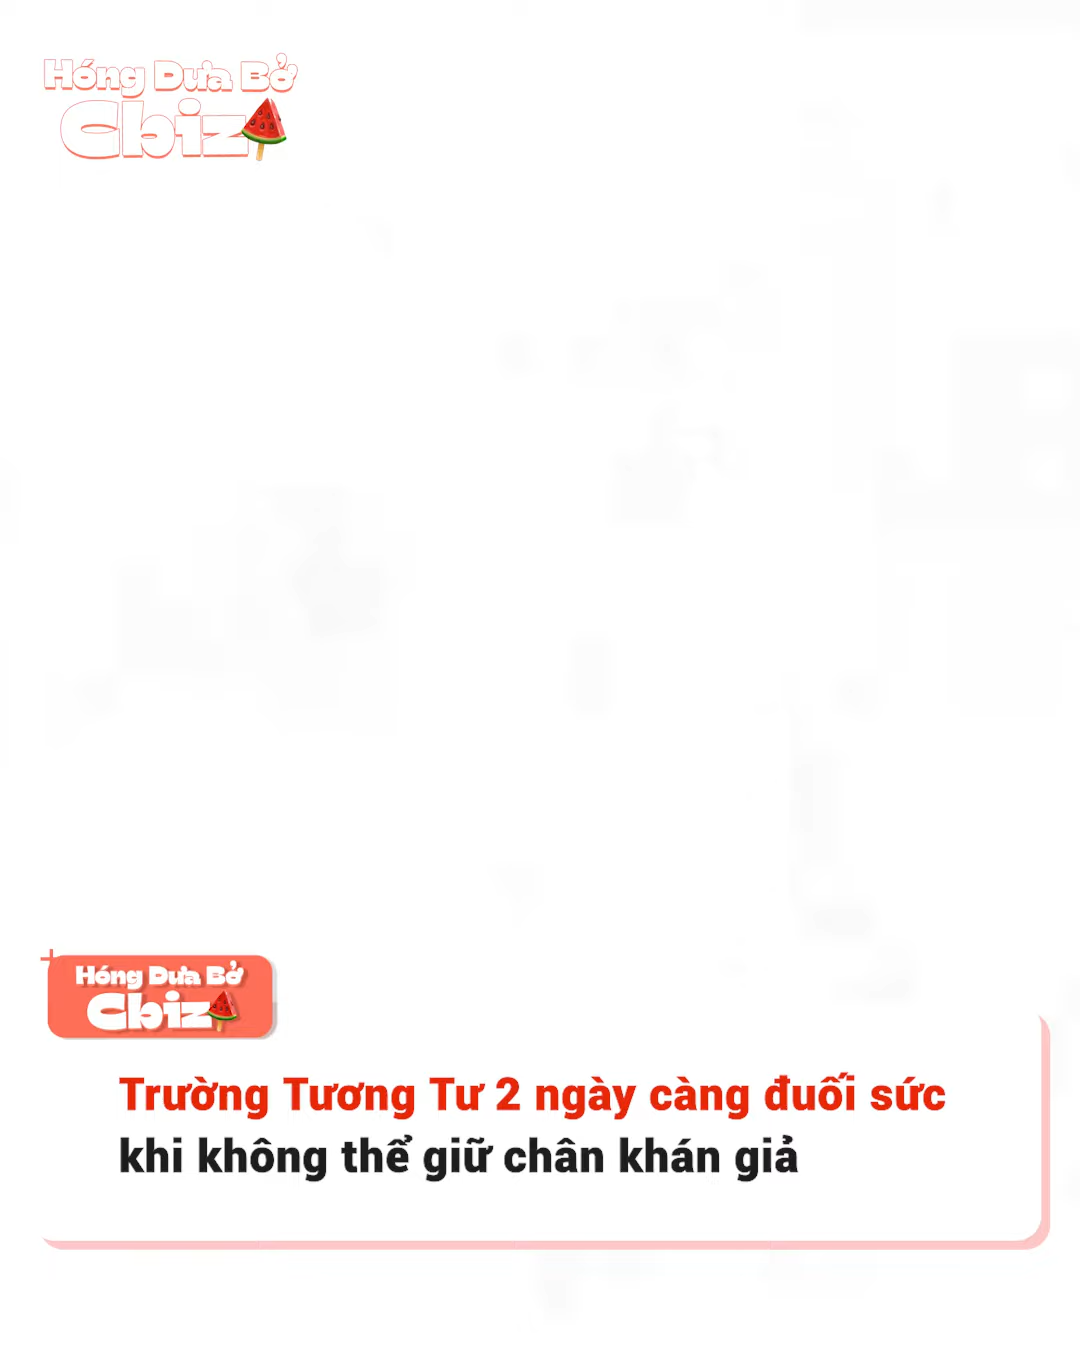 Hóng Dưa Bở
Cbiz
Hóng Dưa Bở
Cbiz
Trường Tương Tư 2 ngày càng đuối sức
khi không thể giữ chân khán giả